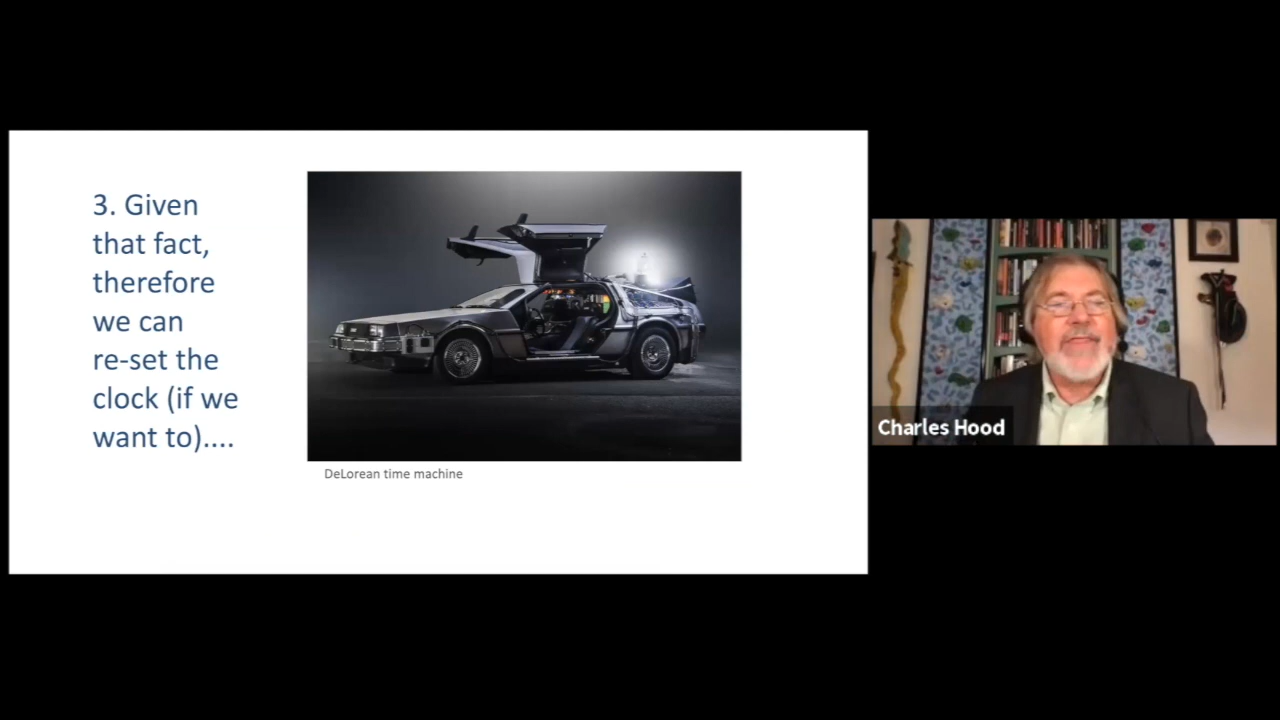 3. Given
that fact,
therefore
we can
re-set the
clock (if we
want to)....
DeLorean time machine
Charles Hood